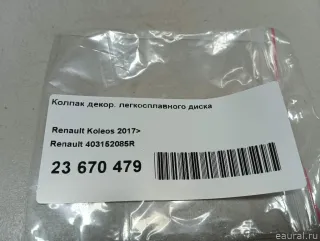 Колпак декор. легкосплавного диска
Renault Koleos 2017>
Renault 403152085R
23 670 479
© eaural.ru